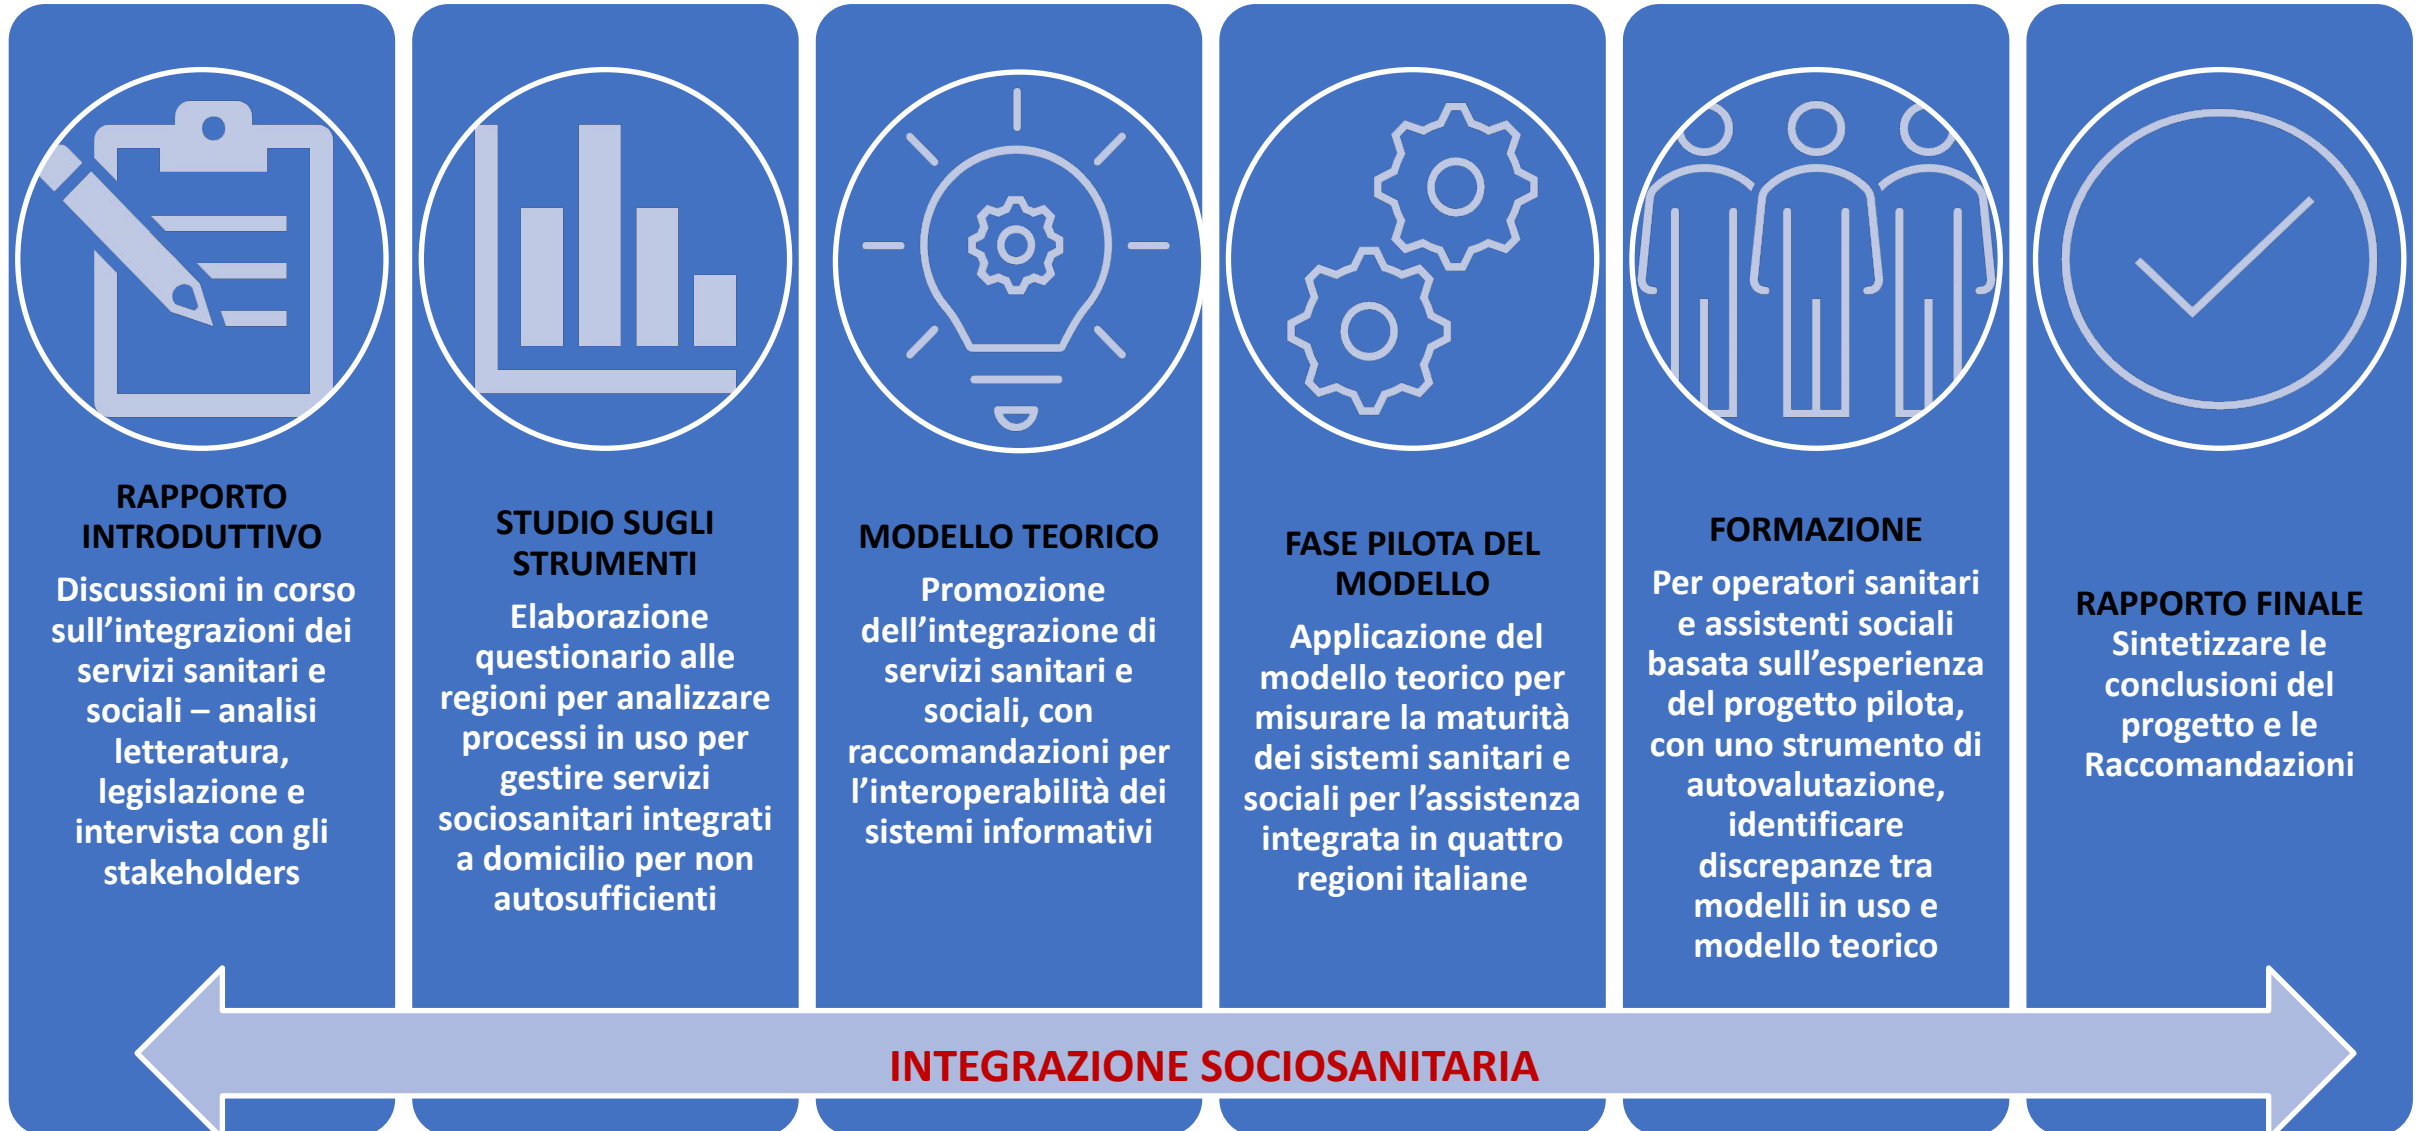 RAPPORTO
INTRODUTTIVO
Discussioni in corso
sull'integrazioni dei
servizi sanitari e
sociali – analisi
letteratura,
legislazione e
intervista con gli
stakeholders
STUDIO SUGLI
STRUMENTI
Elaborazione
questionario alle
regioni per analizzare
processi in uso per
gestire servizi
sociosanitari integrati
a domicilio per non
autosufficienti
MODELLO TEORICO
Promozione
dell'integrazione di
servizi sanitari e
sociali, con
raccomandazioni per
l'interoperabilità dei
sistemi informativi
FASE PILOTA DEL
MODELLO
Applicazione del
modello teorico per
misurare la maturità
dei sistemi sanitari e
sociali per l'assistenza
integrata in quattro
regioni italiane
FORMAZIONE
Per operatori sanitari
e assistenti sociali
basata sull'esperienza
del progetto pilota,
con uno strumento di
autovalutazione,
identificare
discrepanze tra
modelli in uso e
modello teorico
RAPPORTO FINALE
Sintetizzare le
conclusioni del
progetto e le
Raccomandazioni
INTEGRAZIONE SOCIOSANITARIA